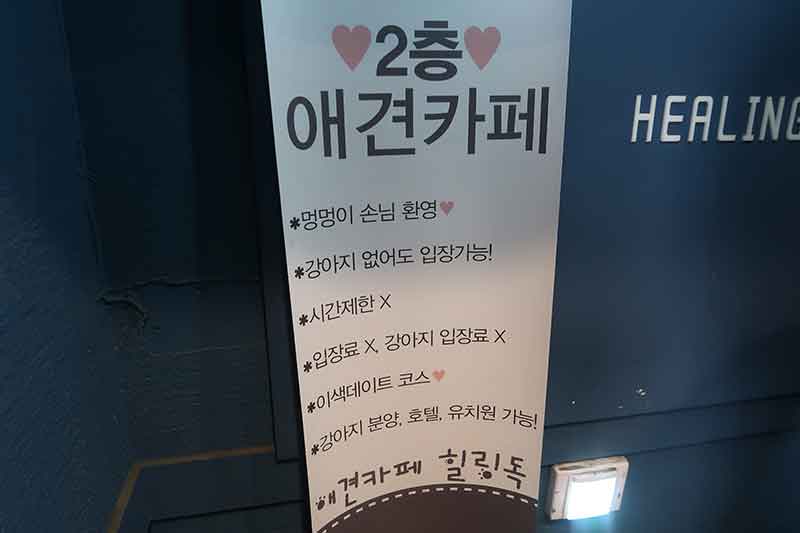 ♥2층♥
애견카페
HEALING
*멍멍이 손님 환영♥
*강아지 없어도 입장가능!
*시간제한 X
*입장료 X, 강아지 입장료 X
*이색데이트 코스♥
*강아지 분양, 호텔, 유치원 가능!
애견카페 힐링독